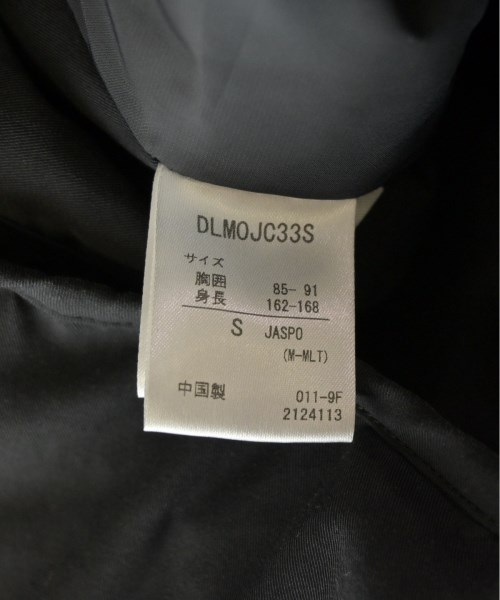 DLMOJC33S
サイズ
胸囲 85- 91
身長 162-168
S JASPO
(M-MLT)
中国製 011-9F
2124113